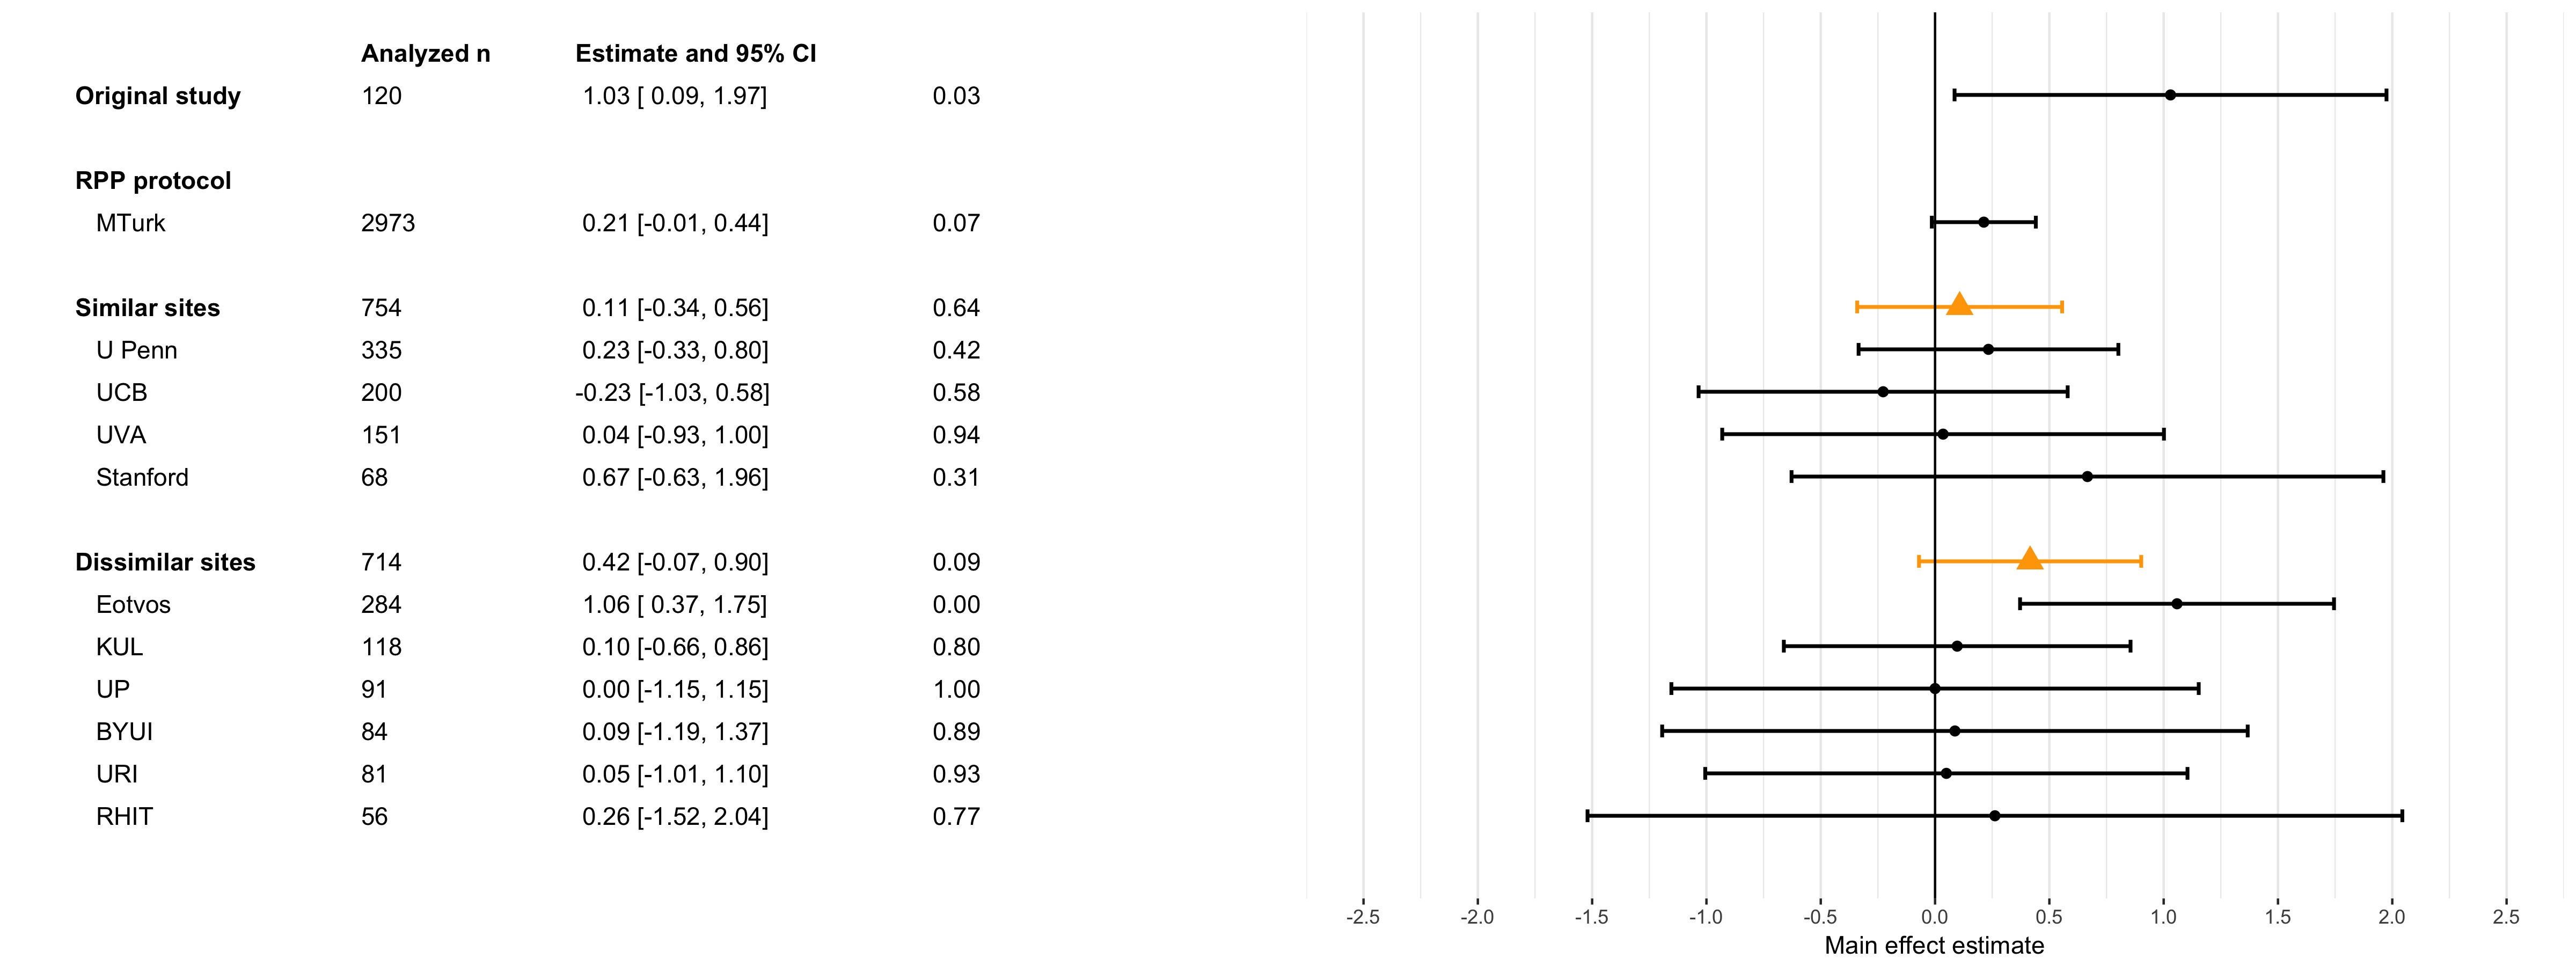 Analyzed n Estimate and 95% CI
Original study 120 1.03 [ 0.09, 1.97] 0.03
RPP protocol
MTurk 2973 0.21 [-0.01, 0.44] 0.07
Similar sites 754 0.11 [-0.34, 0.56] 0.64
U Penn 335 0.23 [-0.33, 0.80] 0.42
UCB 200 -0.23 [-1.03, 0.58] 0.58
UVA 151 0.04 [-0.93, 1.00] 0.94
Stanford 68 0.67 [-0.63, 1.96] 0.31
Dissimilar sites 714 0.42 [-0.07, 0.90] 0.09
Eotvos 284 1.06 [ 0.37, 1.75] 0.00
KUL 118 0.10 [-0.66, 0.86] 0.80
UP 91 0.00 [-1.15, 1.15] 1.00
BYUI 84 0.09 [-1.19, 1.37] 0.89
URI 81 0.05 [-1.01, 1.10] 0.93
RHIT 56 0.26 [-1.52, 2.04] 0.77
-2.5 -2.0 -1.5 -1.0 -0.5 0.0 0.5 1.0 1.5 2.0 2.5
Main effect estimate